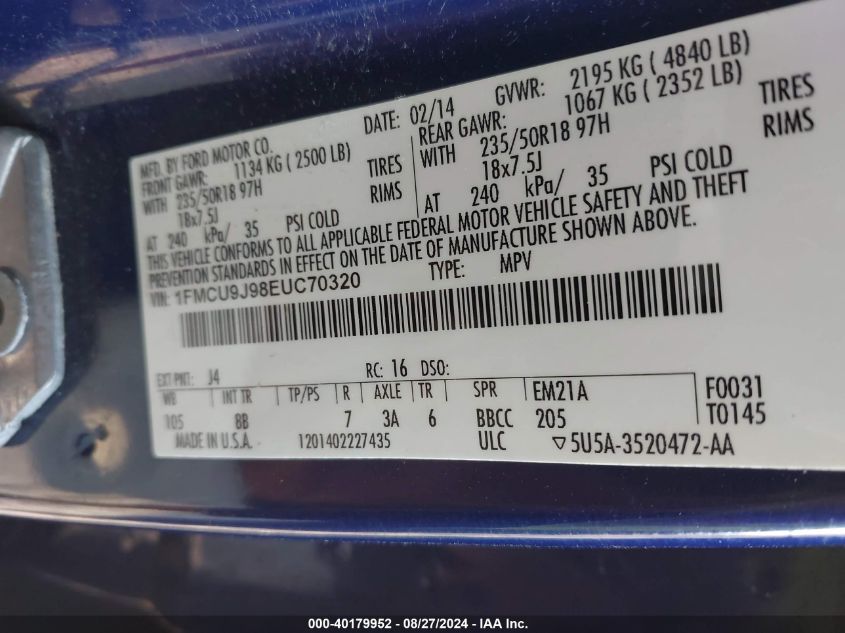 MFD. BY FORD MOTOR CO.
DATE: 02/14
GVWR: 2195 KG ( 4840 LB)
FRONT GAWR: 1134 KG ( 2500 LB)
REAR GAWR: 1067 KG ( 2352 LB)
WITH 235/50R18 97H TIRES
WITH 235/50R18 97H TIRES
18x7.5J RIMS
18x7.5J RIMS
AT 240 kPa/ 35 PSI COLD
AT 240 kPa/ 35 PSI COLD
THIS VEHICLE CONFORMS TO ALL APPLICABLE FEDERAL MOTOR VEHICLE SAFETY AND THEFT
PREVENTION STANDARDS IN EFFECT ON THE DATE OF MANUFACTURE SHOWN ABOVE.
VIN: 1FMCU9J98EUC70320
TYPE: MPV
EXT PNT: J4 RC: 16 DSO:
WB INT TR TP/PS R AXLE TR SPR EM21A F0031
105 8B 7 3A 6 BBCC 205 T0145
MADE IN U.S.A. 1201402227435 ULC ▽5U5A-3520472-AA
000-40179952 - 08/27/2024 - IAAI.COM